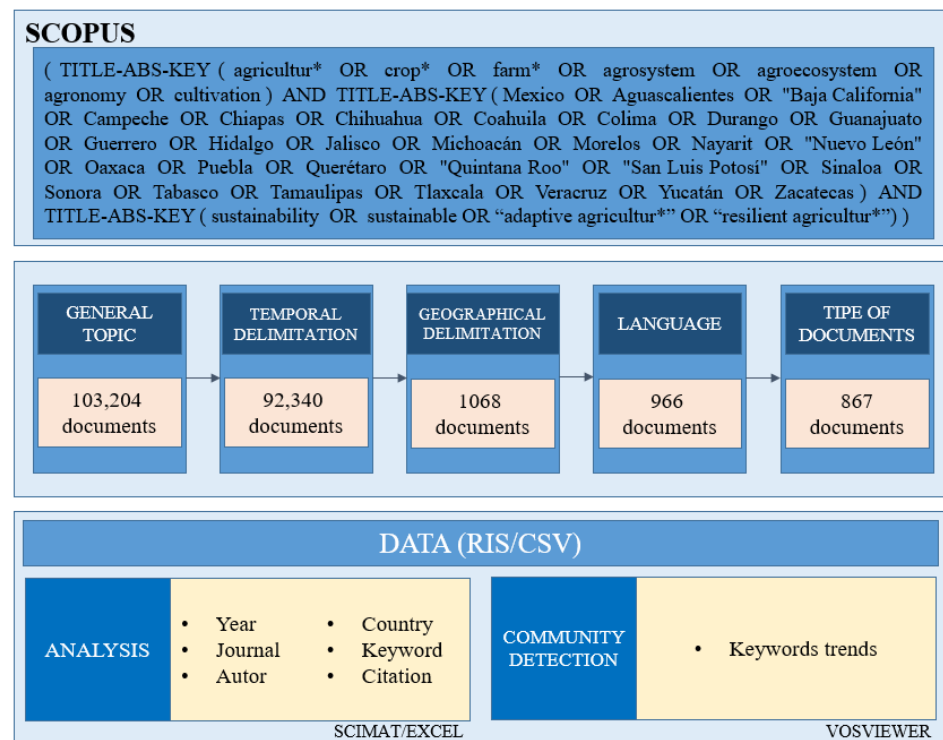 SCOPUS
( TITLE-ABS-KEY ( agricultur* OR crop* OR farm* OR agrosystem OR agroecosystem OR
agronomy OR cultivation ) AND TITLE-ABS-KEY ( Mexico OR Aguascalientes OR "Baja California"
OR Campeche OR Chiapas OR Chihuahua OR Coahuila OR Colima OR Durango OR Guanajuato
OR Guerrero OR Hidalgo OR Jalisco OR Michoacán OR Morelos OR Nayarit OR "Nuevo León"
OR Oaxaca OR Puebla OR Querétaro OR "Quintana Roo" OR "San Luis Potosí" OR Sinaloa OR
Sonora OR Tabasco OR Tamaulipas OR Tlaxcala OR Veracruz OR Yucatán OR Zacatecas ) AND
TITLE-ABS-KEY ( sustainability OR sustainable OR “adaptive agricultur*” OR “resilient agricultur*”) )
GENERAL
TOPIC
103,204
documents
TEMPORAL
DELIMITATION
92,340
documents
GEOGRAPHICAL
DELIMITATION
1068
documents
LANGUAGE
966
documents
TIPE OF
DOCUMENTS
867
documents
DATA (RIS/CSV)
ANALYSIS
• Year
• Journal
• Autor
• Country
• Keyword
• Citation
SCIMAT/EXCEL
COMMUNITY
DETECTION
• Keywords trends
VOSVIEWER